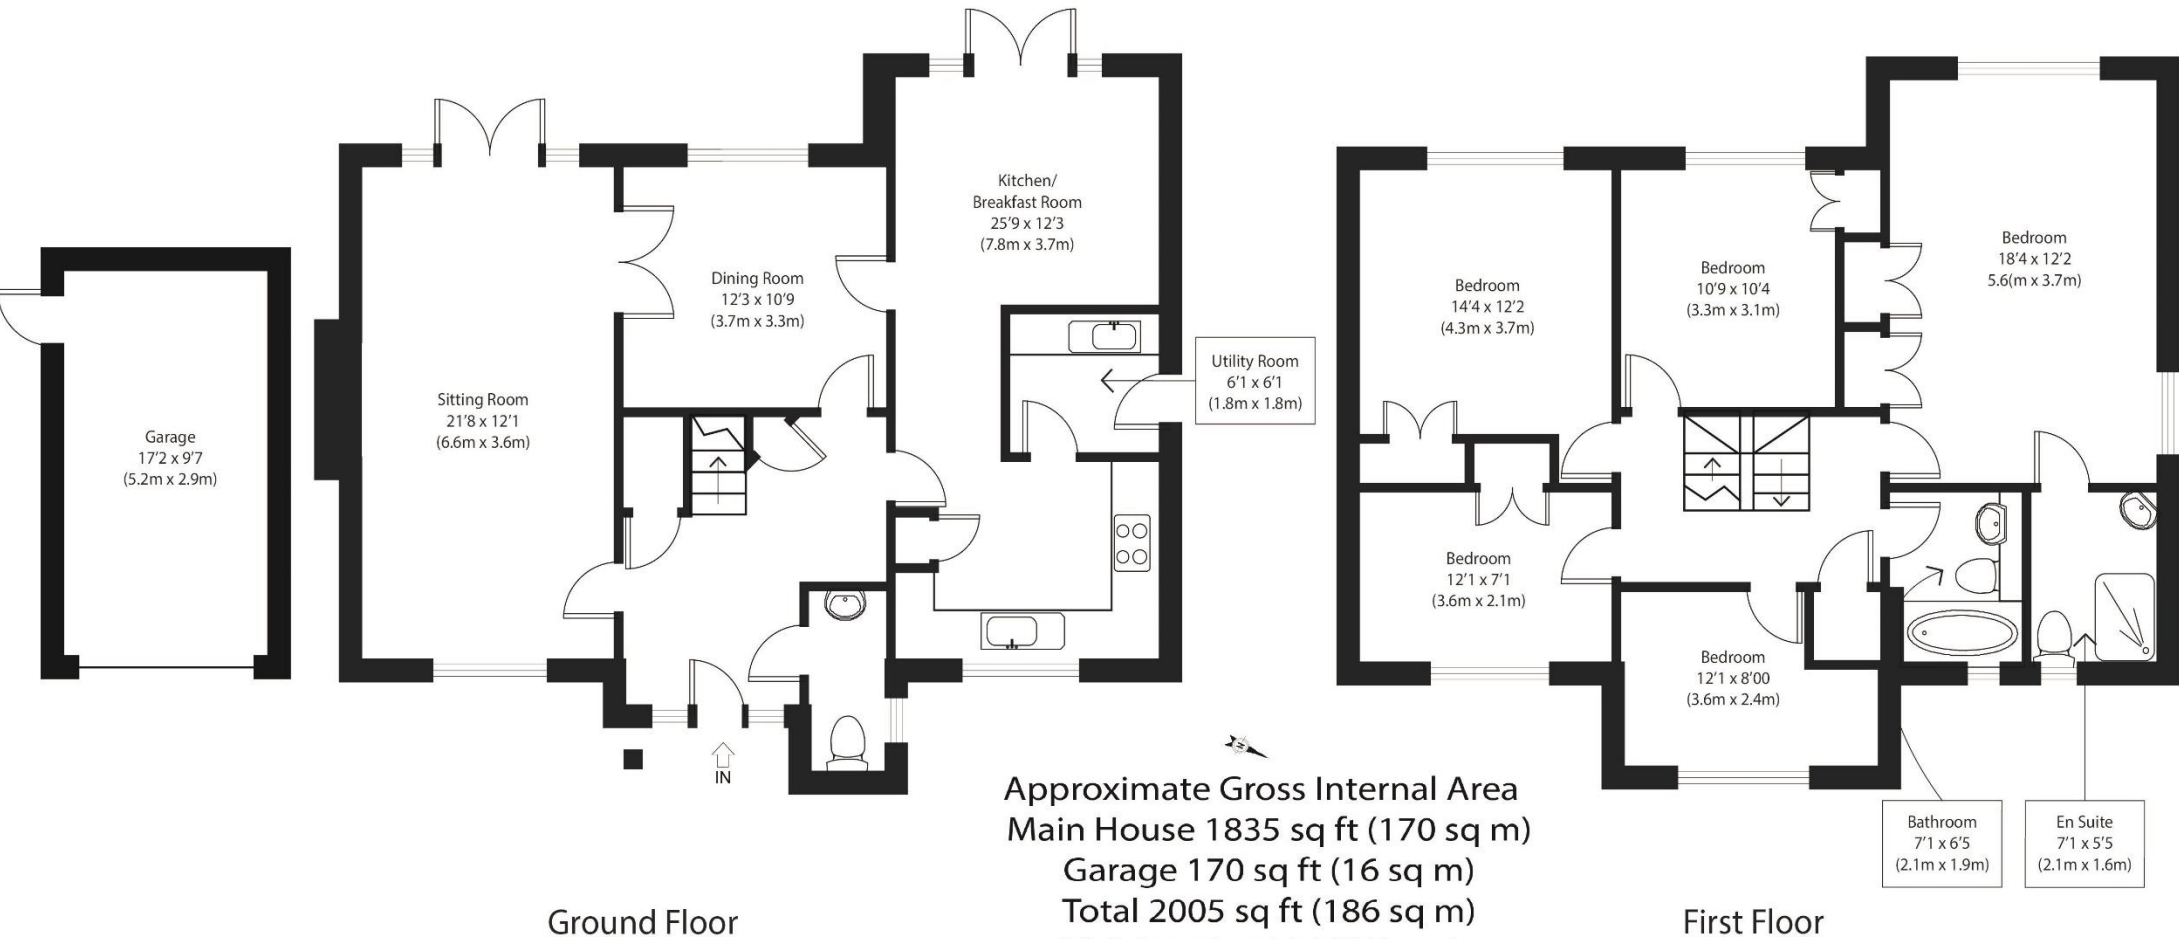 Garage
17'2 x 9'7
(5.2m x 2.9m)
Sitting Room
21'8 x 12'1
(6.6m x 3.6m)
Dining Room
12'3 x 10'9
(3.7m x 3.3m)
Kitchen/
Breakfast Room
25'9 x 12'3
(7.8m x 3.7m)
Utility Room
6'1 x 6'1
(1.8m x 1.8m)
IN
Ground Floor
N
Approximate Gross Internal Area
Main House 1835 sq ft (170 sq m)
Garage 170 sq ft (16 sq m)
Total 2005 sq ft (186 sq m)
Bedroom
14'4 x 12'2
(4.3m x 3.7m)
Bedroom
10'9 x 10'4
(3.3m x 3.1m)
Bedroom
18'4 x 12'2
5.6(m x 3.7m)
Bedroom
12'1 x 7'1
(3.6m x 2.1m)
Bedroom
12'1 x 8'00
(3.6m x 2.4m)
Bathroom
7'1 x 6'5
(2.1m x 1.9m)
En Suite
7'1 x 5'5
(2.1m x 1.6m)
First Floor